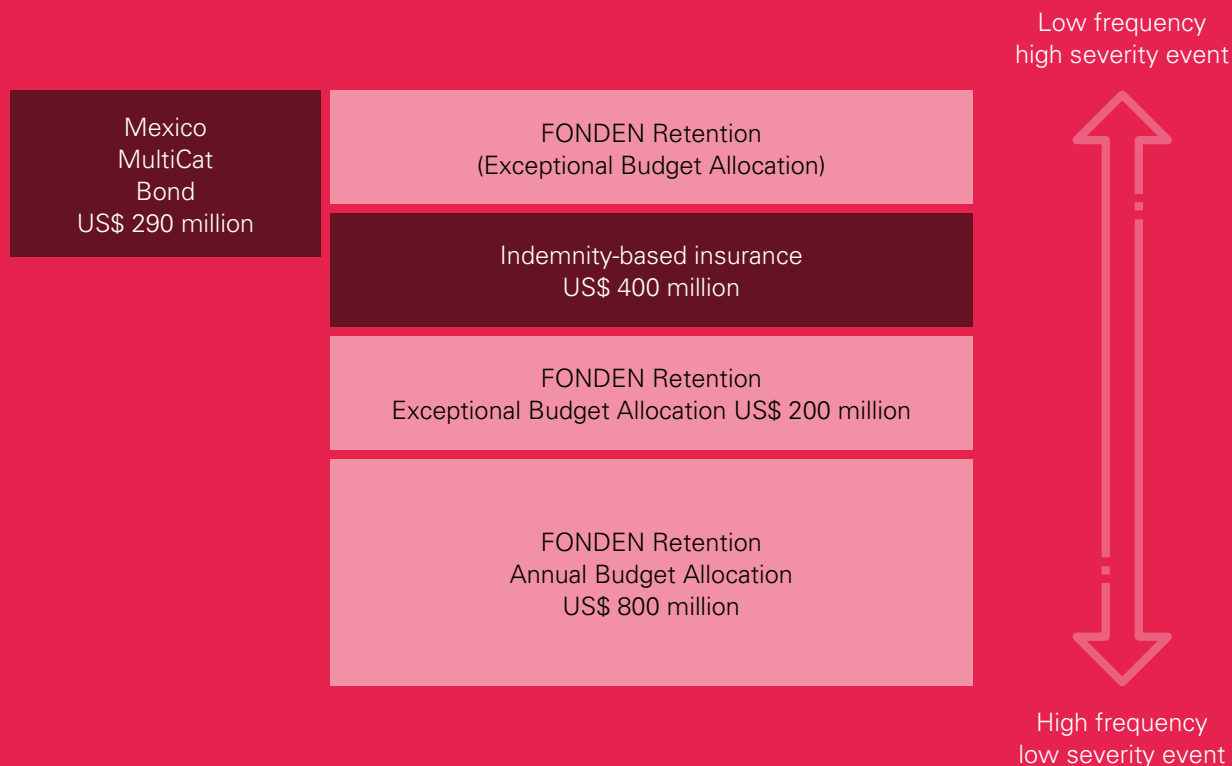 Low frequency
high severity event
Mexico
MultiCat
Bond
US$ 290 million
FONDEN Retention
(Exceptional Budget Allocation)
Indemnity-based insurance
US$ 400 million
FONDEN Retention
Exceptional Budget Allocation US$ 200 million
FONDEN Retention
Annual Budget Allocation
US$ 800 million
High frequency
low severity event